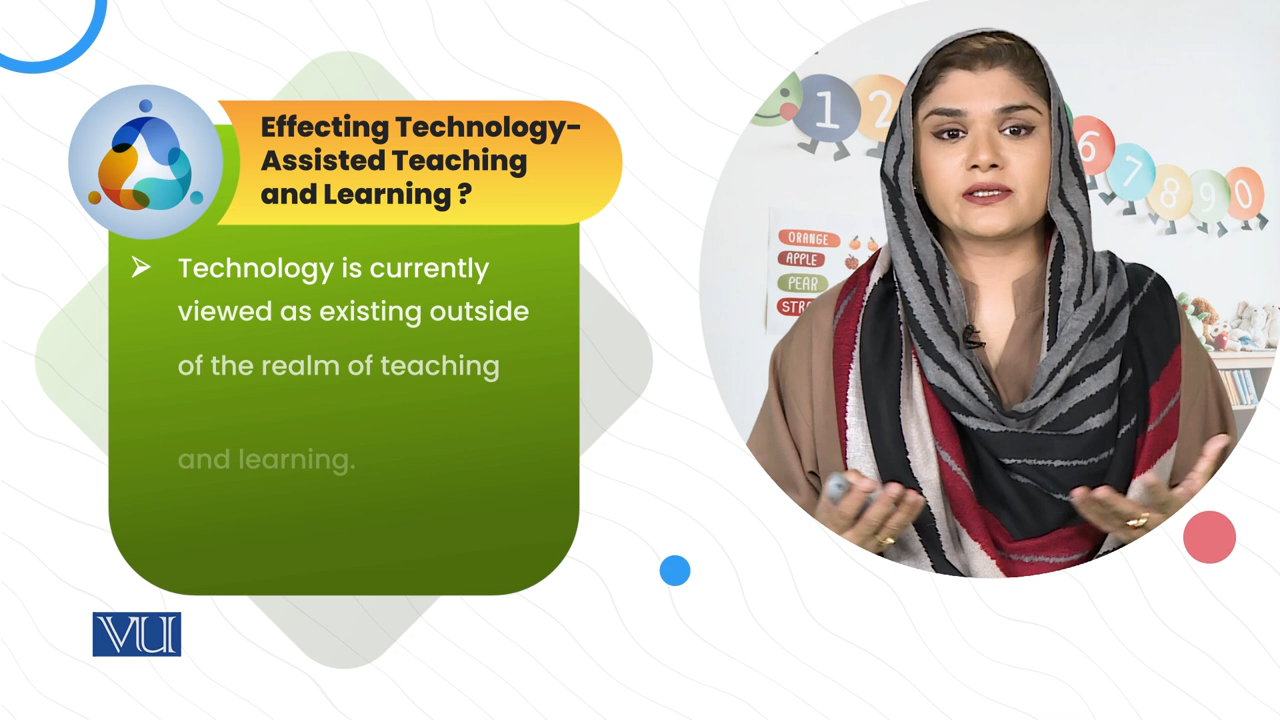 Effecting Technology-
Assisted Teaching
and Learning ?
Technology is currently
viewed as existing outside
of the realm of teaching
and learning.
VU
1 2
6 7 8 9 0
ORANGE
APPLE
PEAR